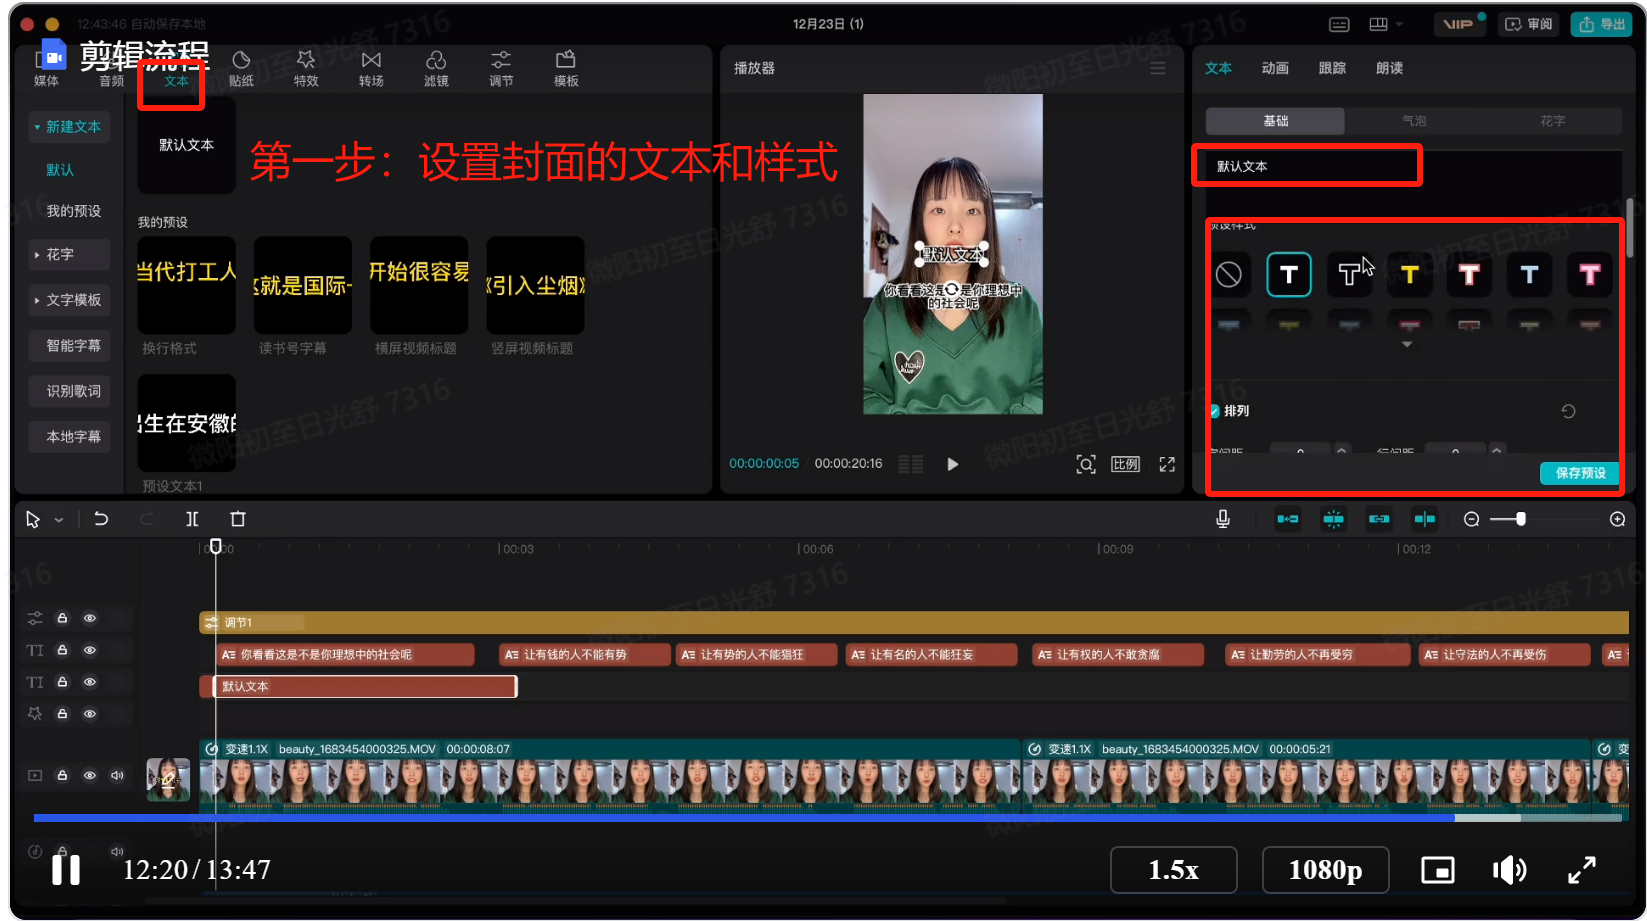 12:43:46 自动保存本地
12月23日 (1)
VIP
审阅
导出
剪辑流程
媒体
音频
文本
贴纸
特效
转场
滤镜
调节
模板
新建文本
默认
我的预设
花字
文字模板
智能字幕
识别歌词
本地字幕
默认文本
第一步：设置封面的文本和样式
我的预设
当代打工人
这就是国际
开始很容易
《引入尘烟》
换行格式
读书号字幕
横屏视频标题
竖屏视频标题
出生在安徽的
预设文本1
播放器
默认文本
你看看这是不是你理想中
的社会呢
00:00:00:05
00:00:20:16
比例
文本
动画
跟踪
朗读
基础
气泡
花字
默认文本
预设样式
排列
字间距
0
行间距
0
保存预设
00:00
00:03
00:06
00:09
00:12
调节1
你看看这是不是你理想中的社会呢
让有钱的人不能有势
让有势的人不能猖狂
让有名的人不能狂妄
让有权的人不敢贪腐
让勤劳的人不再受穷
让守法的人不再受伤
默认文本
变速1.1X beauty_1683454000325.MOV 00:00:08:07
变速1.1X beauty_1683454000325.MOV 00:00:05:21
变
12:20/13:47
1.5x
1080p
微阳初至日光舒 7316